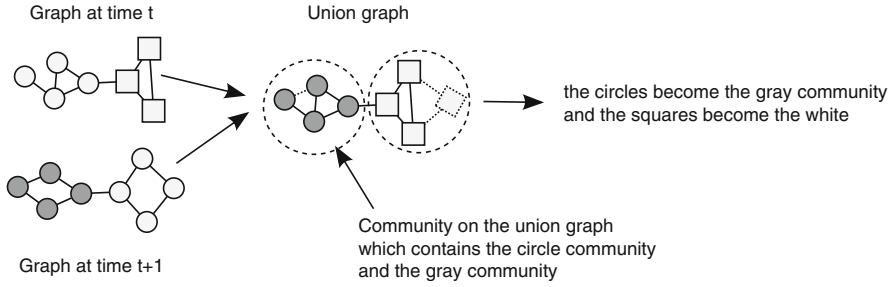 Graph at time t
Union graph
the circles become the gray community
and the squares become the white
Community on the union graph
which contains the circle community
and the gray community
Graph at time t+1